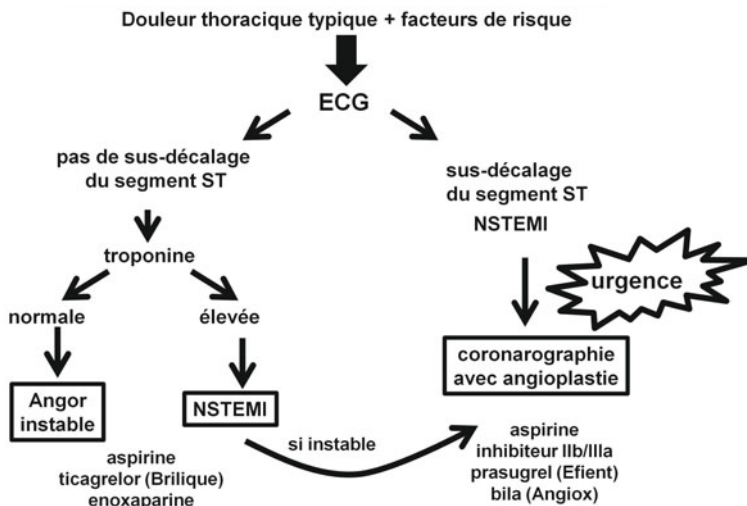 Douleur thoracique typique + facteurs de risque
ECG
pas de sus-décalage
du segment ST
sus-décalage
du segment ST
NSTEMI
troponine
urgence
normale
élevée
coronarographie
avec angioplastie
Angor
instable
NSTEMI
si instable
aspirine
ticagrelor (Brilique)
enoxaparine
aspirine
inhibiteur IIb/IIIa
prasugrel (Efient)
bila (Angiox)